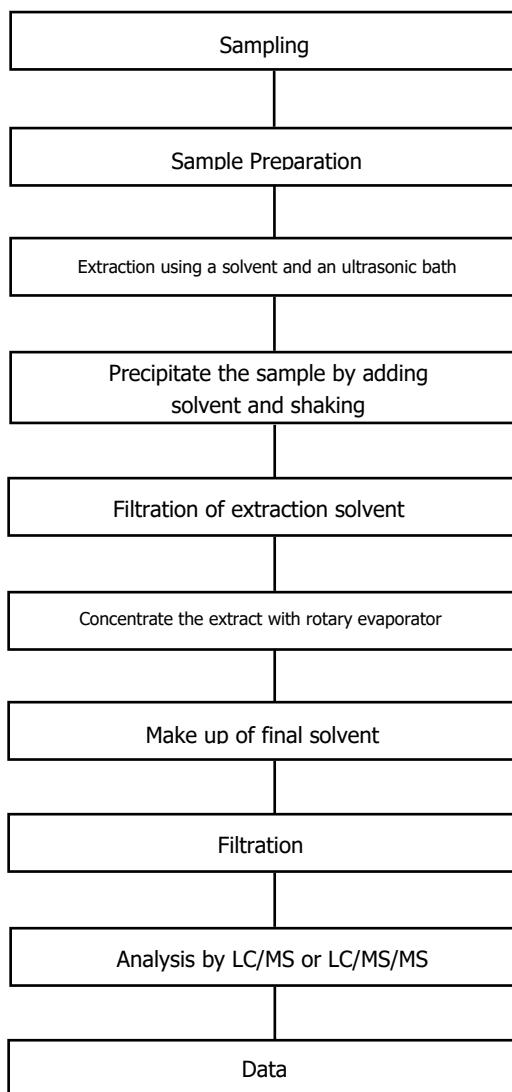 Sampling
Sample Preparation
Extraction using a solvent and an ultrasonic bath
Precipitate the sample by adding
solvent and shaking
Filtration of extraction solvent
Concentrate the extract with rotary evaporator
Make up of final solvent
Filtration
Analysis by LC/MS or LC/MS/MS
Data